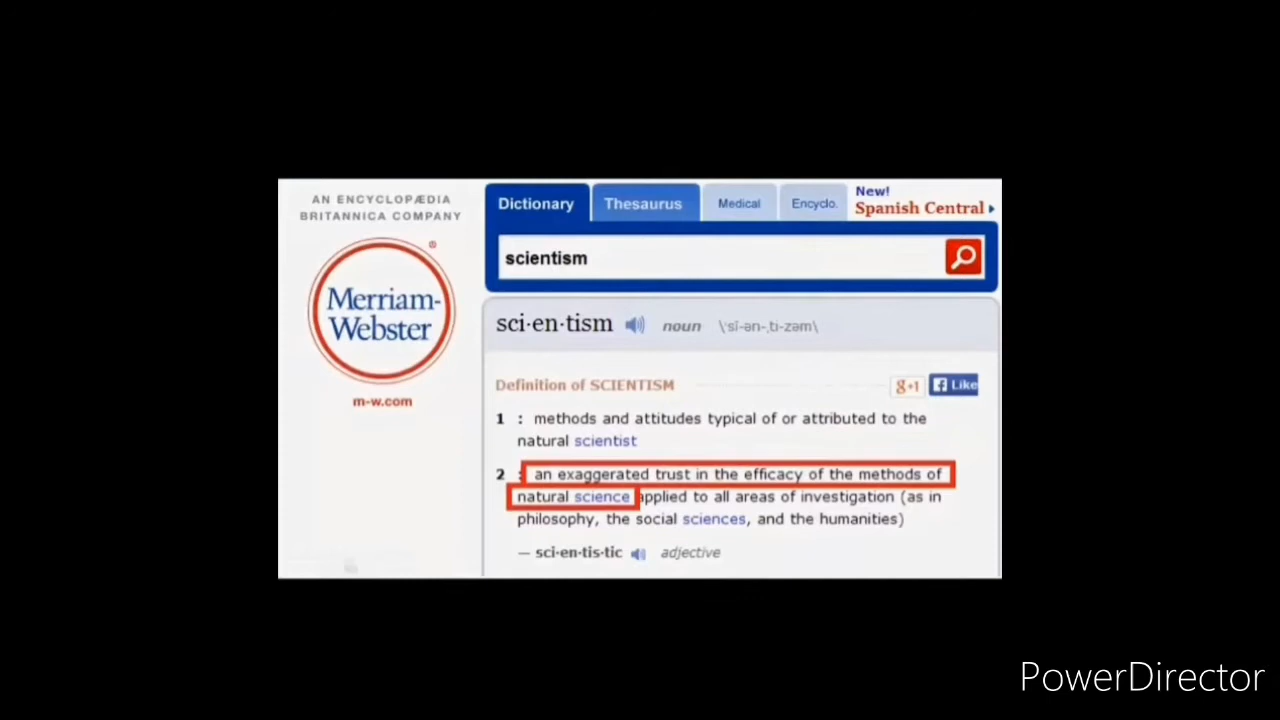 AN ENCYCLOPÆDIA
BRITANNICA COMPANY
Merriam-
Webster
®
m-w.com
Dictionary
Thesaurus
Medical
Encyclo.
New!
Spanish Central
scientism
sci·en·tism noun \ˈsī-ən-ˌti-zəm\
Definition of SCIENTISM
g+1
f Like
1 : methods and attitudes typical of or attributed to the
natural scientist
2 : an exaggerated trust in the efficacy of the methods of
natural science applied to all areas of investigation (as in
philosophy, the social sciences, and the humanities)
— sci·en·tis·tic adjective
PowerDirector